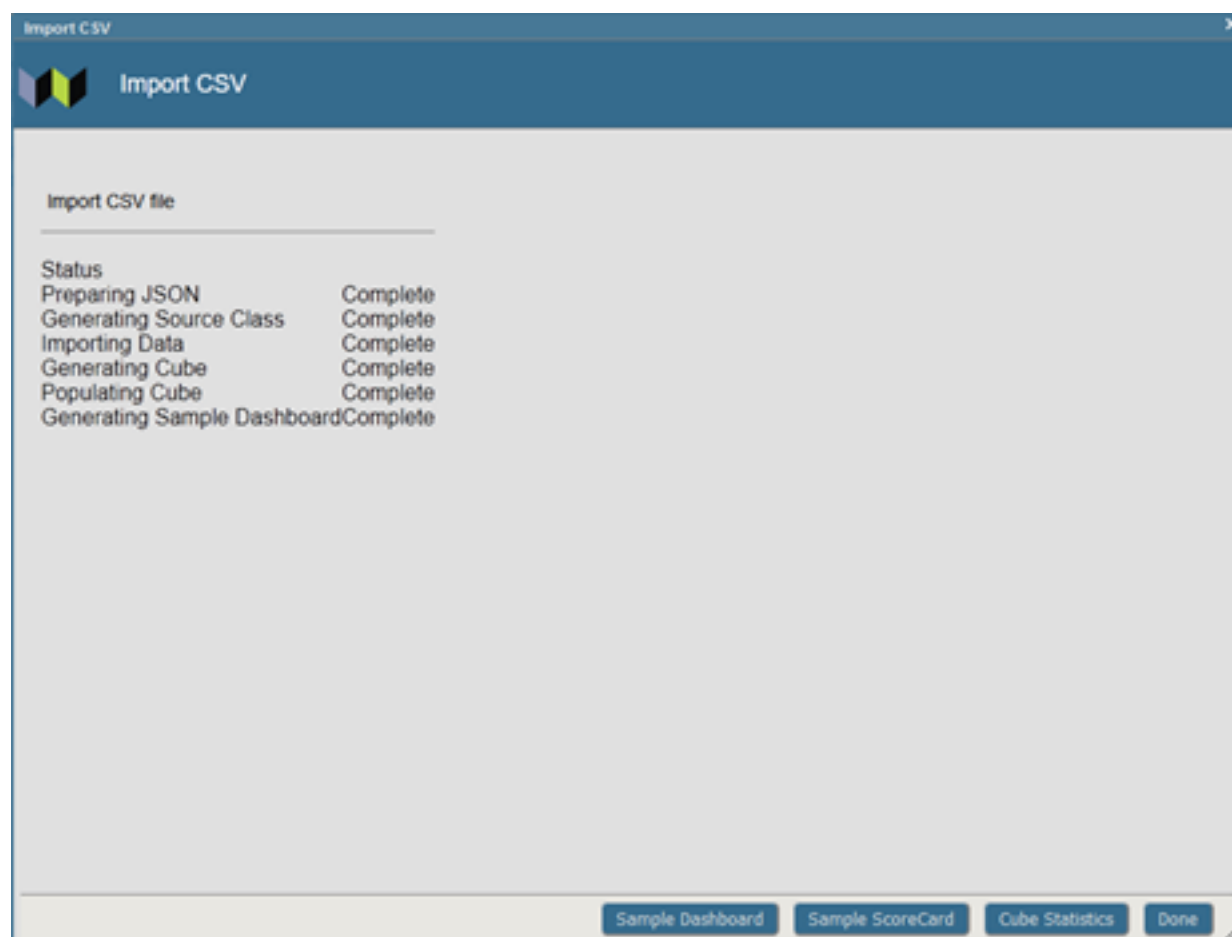 Import CSV
Import CSV
Import CSV file
Status
Preparing JSON Complete
Generating Source Class Complete
Importing Data Complete
Generating Cube Complete
Populating Cube Complete
Generating Sample DashboardComplete
Sample Dashboard Sample ScoreCard Cube Statistics Done